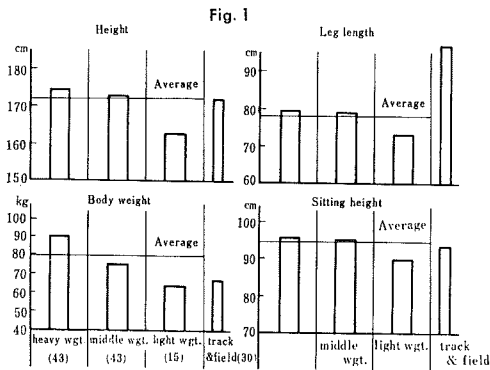 Fig. 1
Height
cm
180
Average
170
160
150
Leg length
cm
90
Average
80
70
60
Body weight
kg
100
90
Average
80
70
60
50
40
heavy wgt. middle wgt. light wgt. track
(43) (43) (15) &field(30)
Sitting height
cm
Average
100
90
80
70
middle light wgt. track
wgt. & field